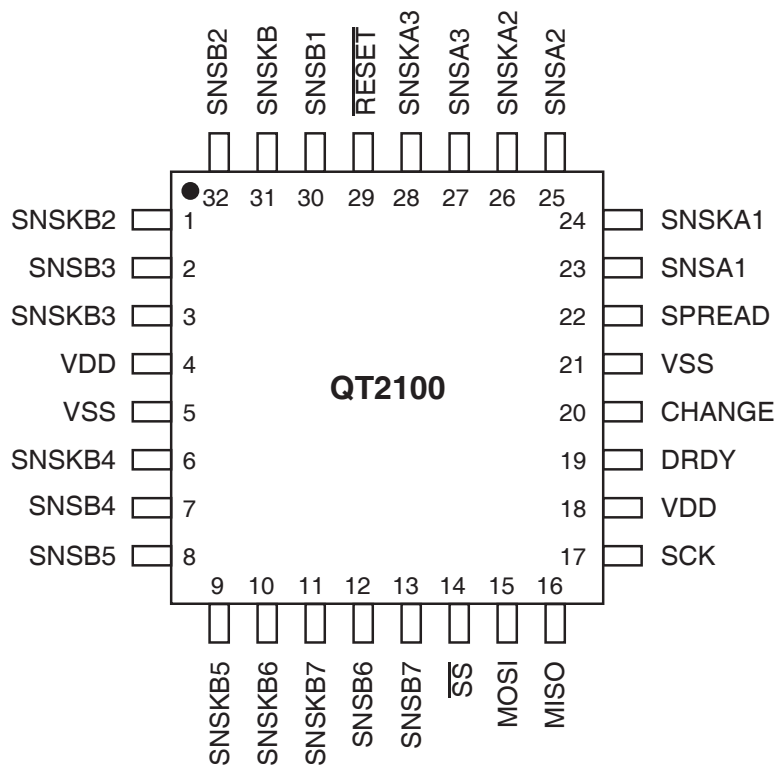 SNSB2
SNSKB
SNSB1
R̅E̅S̅E̅T̅
SNSKA3
SNSA3
SNSKA2
SNSA2
32 31 30 29 28 27 26 25
SNSKB2 1
SNSB3 2
SNSKB3 3
VDD 4
VSS 5
SNSKB4 6
SNSB4 7
SNSB5 8
QT2100
24 SNSKA1
23 SNSA1
22 SPREAD
21 VSS
20 CHANGE
19 DRDY
18 VDD
17 SCK
9 10 11 12 13 14 15 16
SNSKB5
SNSKB6
SNSKB7
SNSB6
SNSB7
S̅S̅
MOSI
MISO